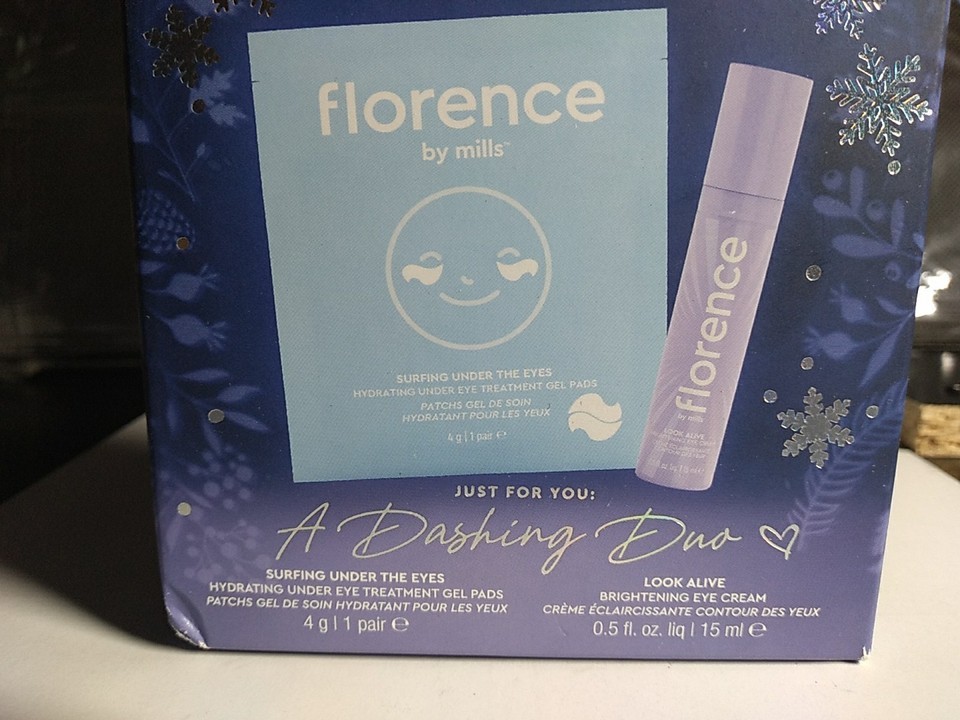 florence
by mills™
SURFING UNDER THE EYES
HYDRATING UNDER EYE TREATMENT GEL PADS
PATCHS GEL DE SOIN
HYDRATANT POUR LES YEUX
4 g | 1 pair ℮
florence
by mills
LOOK ALIVE
JUST FOR YOU:
A Dashing Duo
SURFING UNDER THE EYES
HYDRATING UNDER EYE TREATMENT GEL PADS
PATCHS GEL DE SOIN HYDRATANT POUR LES YEUX
4 g | 1 pair ℮
LOOK ALIVE
BRIGHTENING EYE CREAM
CRÈME ÉCLAIRCISSANTE CONTOUR DES YEUX
0.5 fl. oz. liq | 15 ml ℮